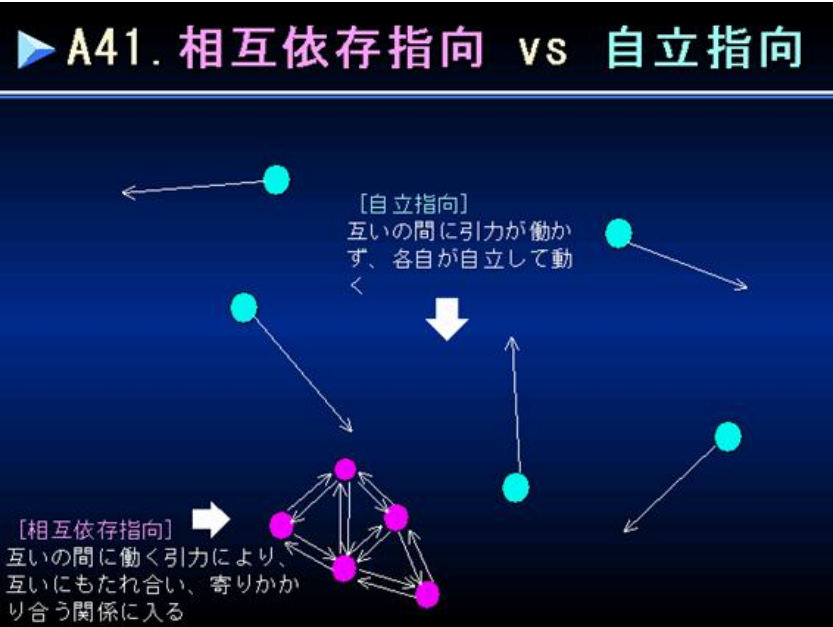 A41.相互依存指向 vs 自立指向
[自立指向]
互いの間に引力が働か
ず、各自が自立して動
く
[相互依存指向]
互いの間に働く引力により、
互いにもたれ合い、寄りかか
り合う関係に入る